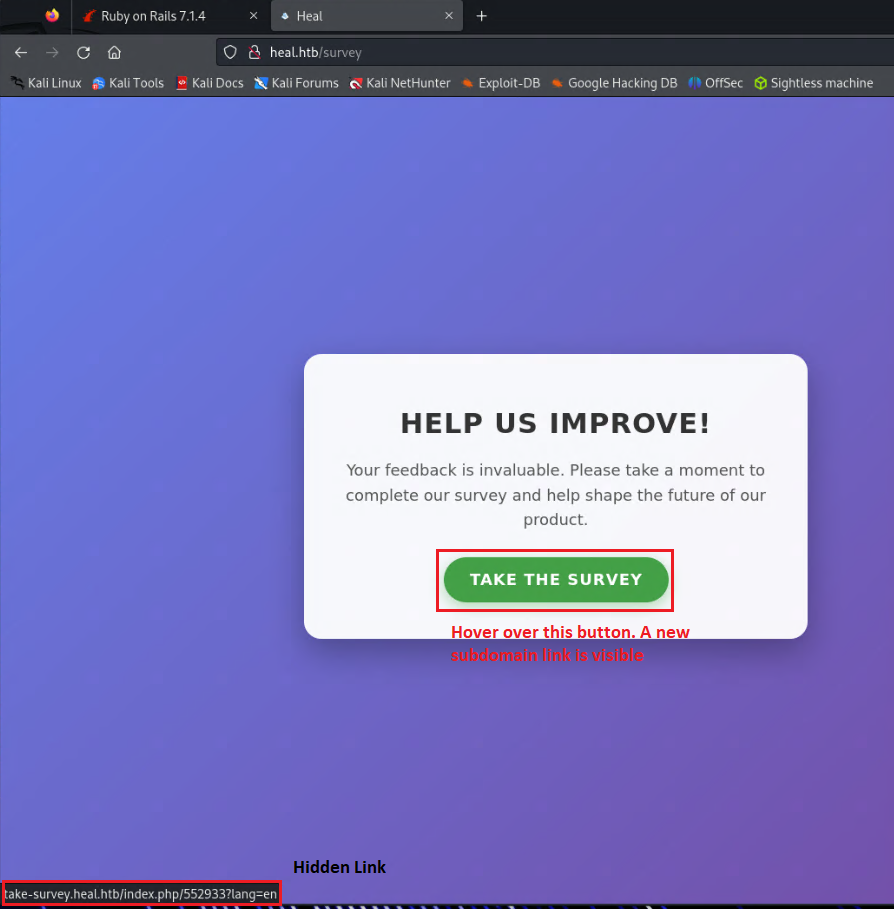 Ruby on Rails 7.1.4
Heal
heal.htb/survey
Kali Linux Kali Tools Kali Docs Kali Forums Kali NetHunter Exploit-DB Google Hacking DB OffSec Sightless machine
HELP US IMPROVE!
Your feedback is invaluable. Please take a moment to
complete our survey and help shape the future of our
product.
TAKE THE SURVEY
Hover over this button. A new
subdomain link is visible
Hidden Link
take-survey.heal.htb/index.php/552933?lang=en